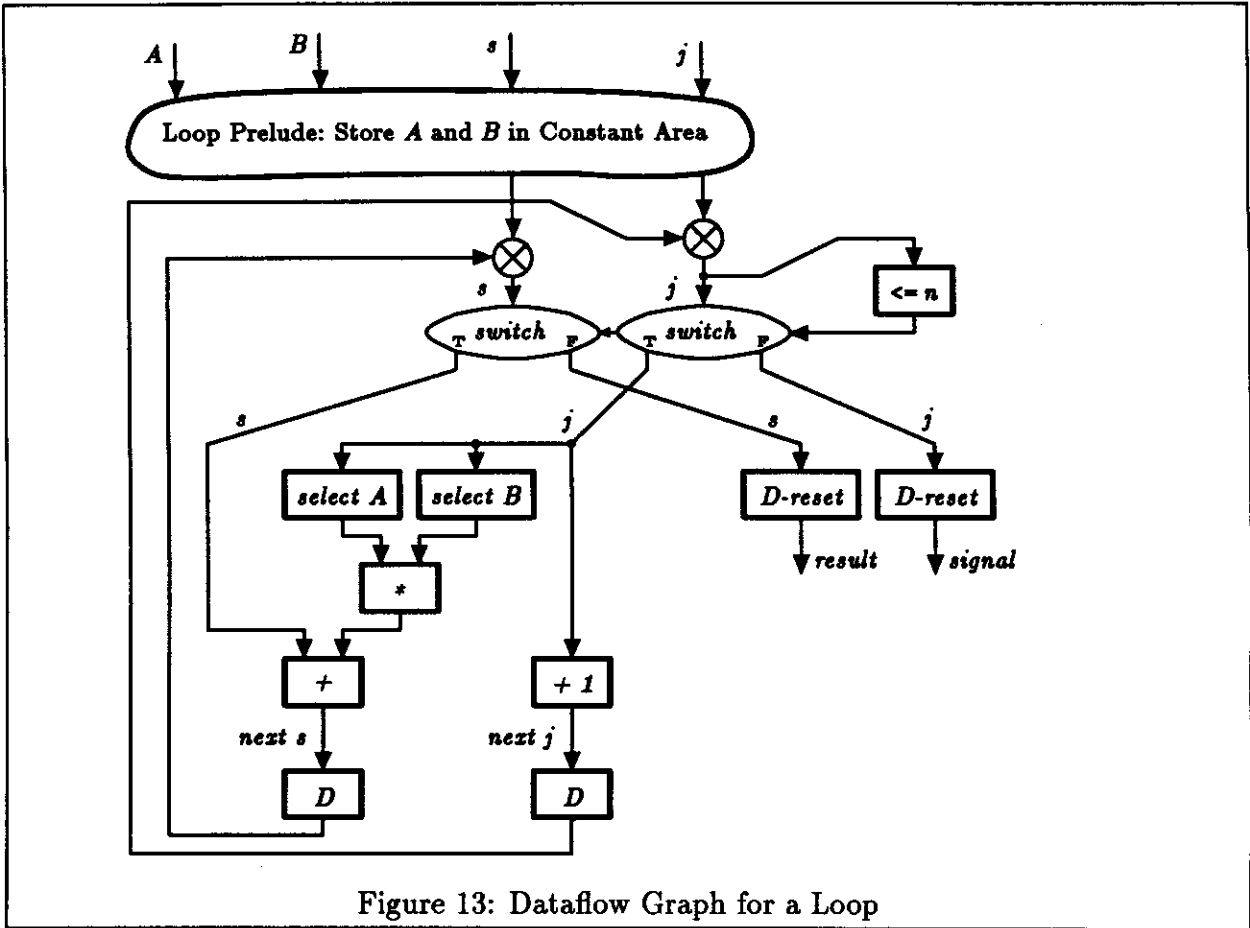 A B s j
Loop Prelude: Store A and B in Constant Area
s j <= n
T switch F T switch F
s j s j
select A select B D-reset D-reset
result signal
*
+ + 1
next s next j
D D
Figure 13: Dataflow Graph for a Loop